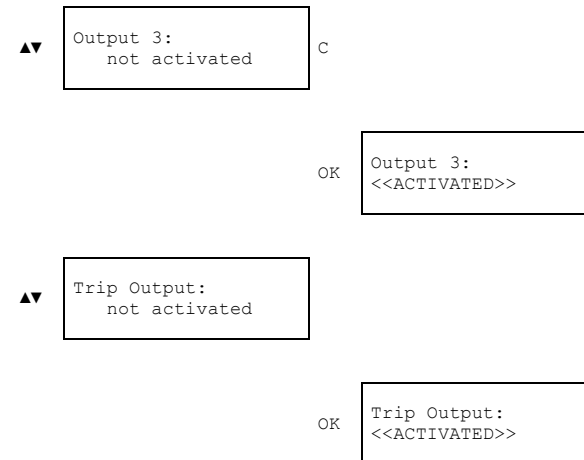 ▲▼ Output 3: C
not activated
OK Output 3:
<<ACTIVATED>>
▲▼ Trip Output:
not activated
OK Trip Output:
<<ACTIVATED>>